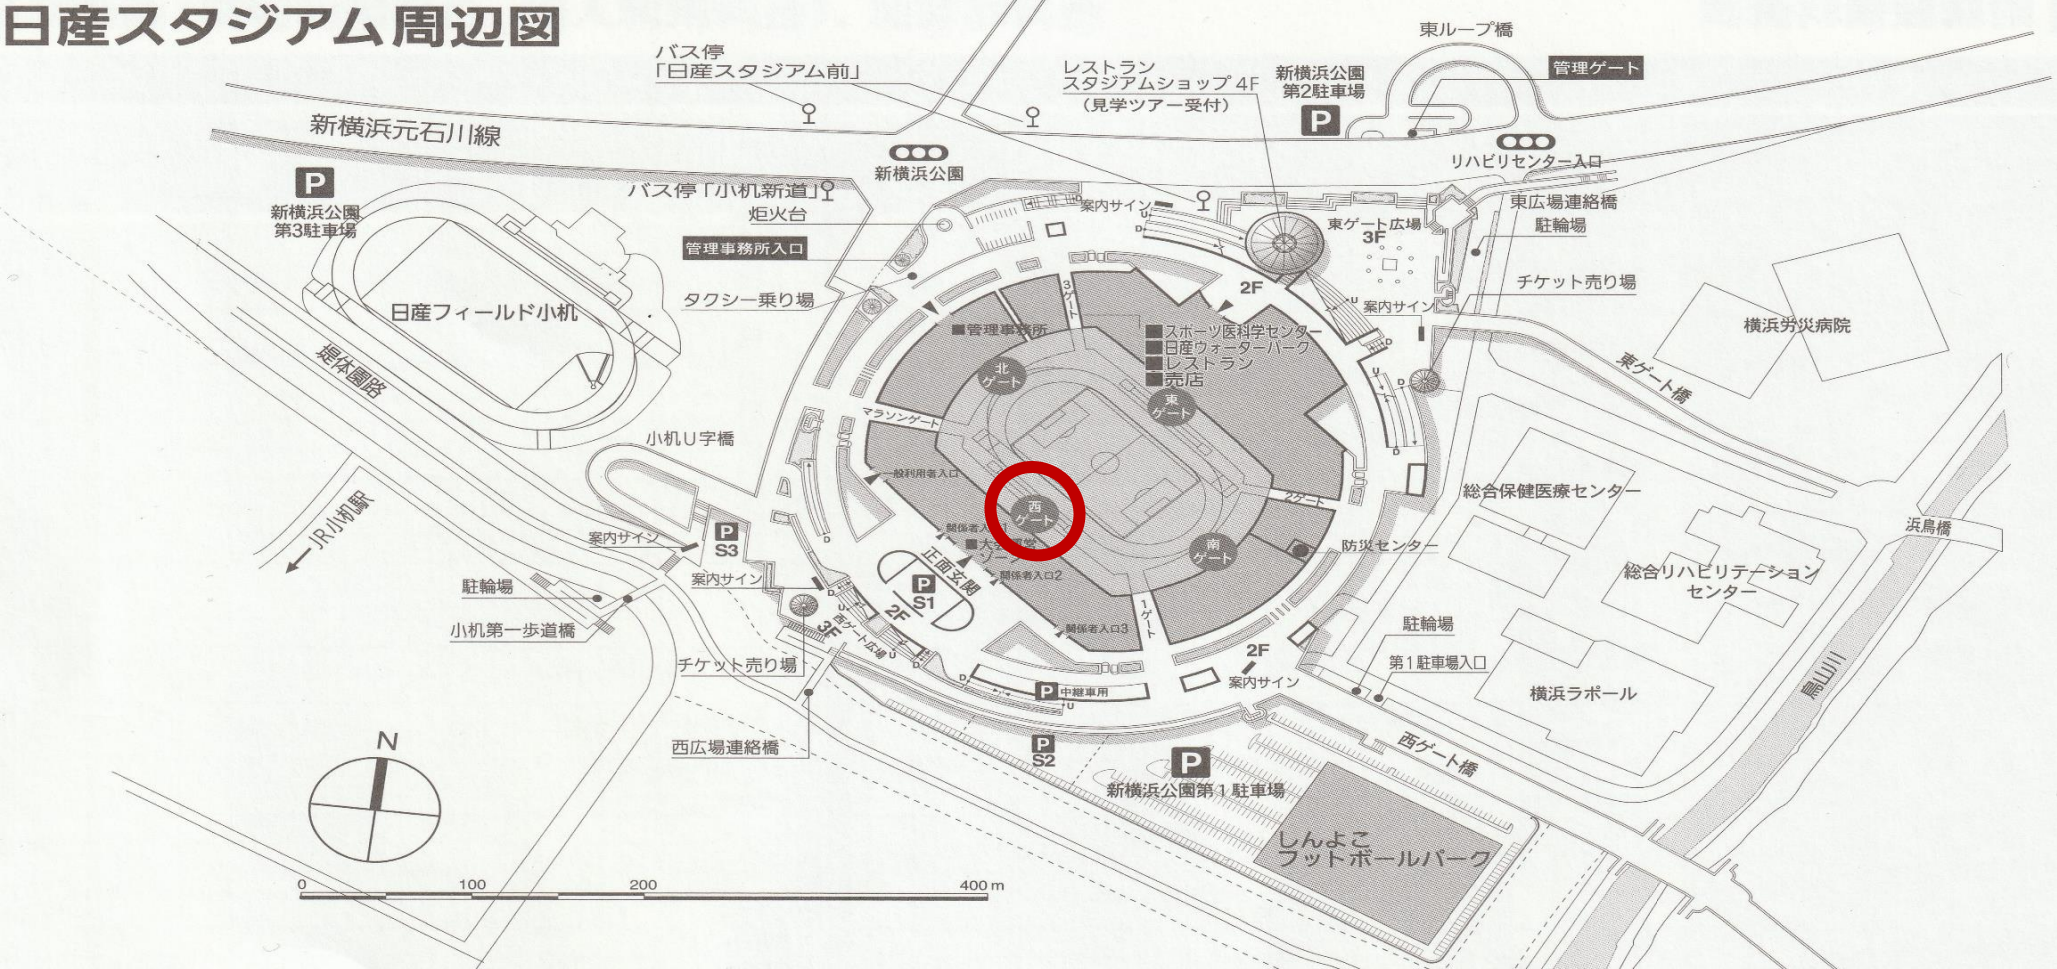 日産スタジアム周辺図
バス停
「日産スタジアム前」
レストラン
スタジアムショップ4F
（見学ツアー受付）
新横浜公園
第2駐車場
P
東ループ橋
管理ゲート
新横浜元石川線
新横浜公園
リハビリセンター入口
P
新横浜公園
第3駐車場
バス停「小机新道」
炬火台
管理事務所入口
タクシー乗り場
案内サイン
東ゲート広場
3F
東広場連絡橋
駐輪場
チケット売り場
案内サイン
2F
横浜労災病院
東ゲート橋
日産フィールド小机
堤体園路
3ゲート
■管理事務所
■スポーツ医科学センター
■日産ウォーターパーク
■レストラン
■売店
北
ゲート
東
ゲート
マラソンゲート
小机U字橋
一般利用者入口
西
ゲート
南
ゲート
2ゲート
防災センター
総合保健医療センター
浜鳥橋
総合リハビリテーション
センター
JR小机駅
案内サイン
P
S3
案内サイン
駐輪場
小机第一歩道橋
正面玄関
P
S1
関係者入口2
関係者入口3
1ゲート
2F
3F
西ゲート広場
チケット売り場
P 中継車用
2F
案内サイン
駐輪場
第1駐車場入口
横浜ラポール
鳥山川
西広場連絡橋
P
S2
P
新横浜公園第1駐車場
西ゲート橋
しんよこ
フットボールパーク
N
0 100 200 400m